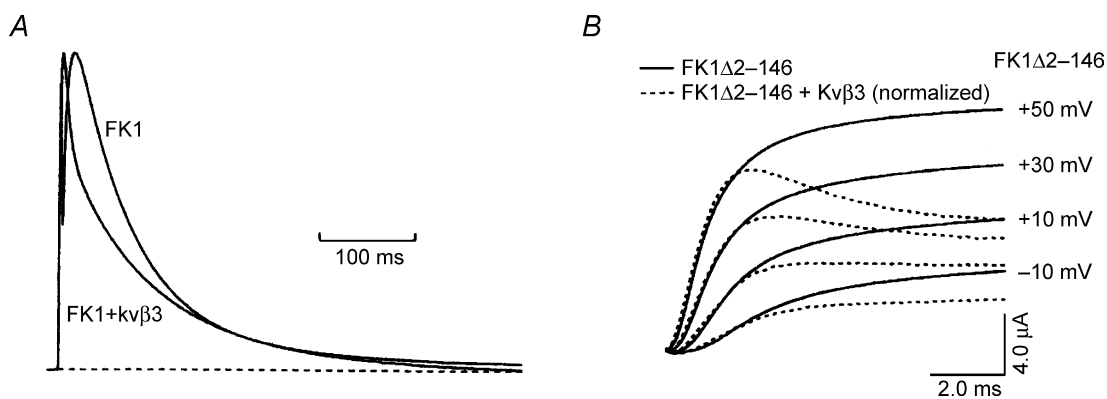 A
FK1
100 ms
FK1+kvβ3
B
FK1Δ2–146
FK1Δ2–146
FK1Δ2–146 + Kvβ3 (normalized)
+50 mV
+30 mV
+10 mV
–10 mV
4.0 μA
2.0 ms